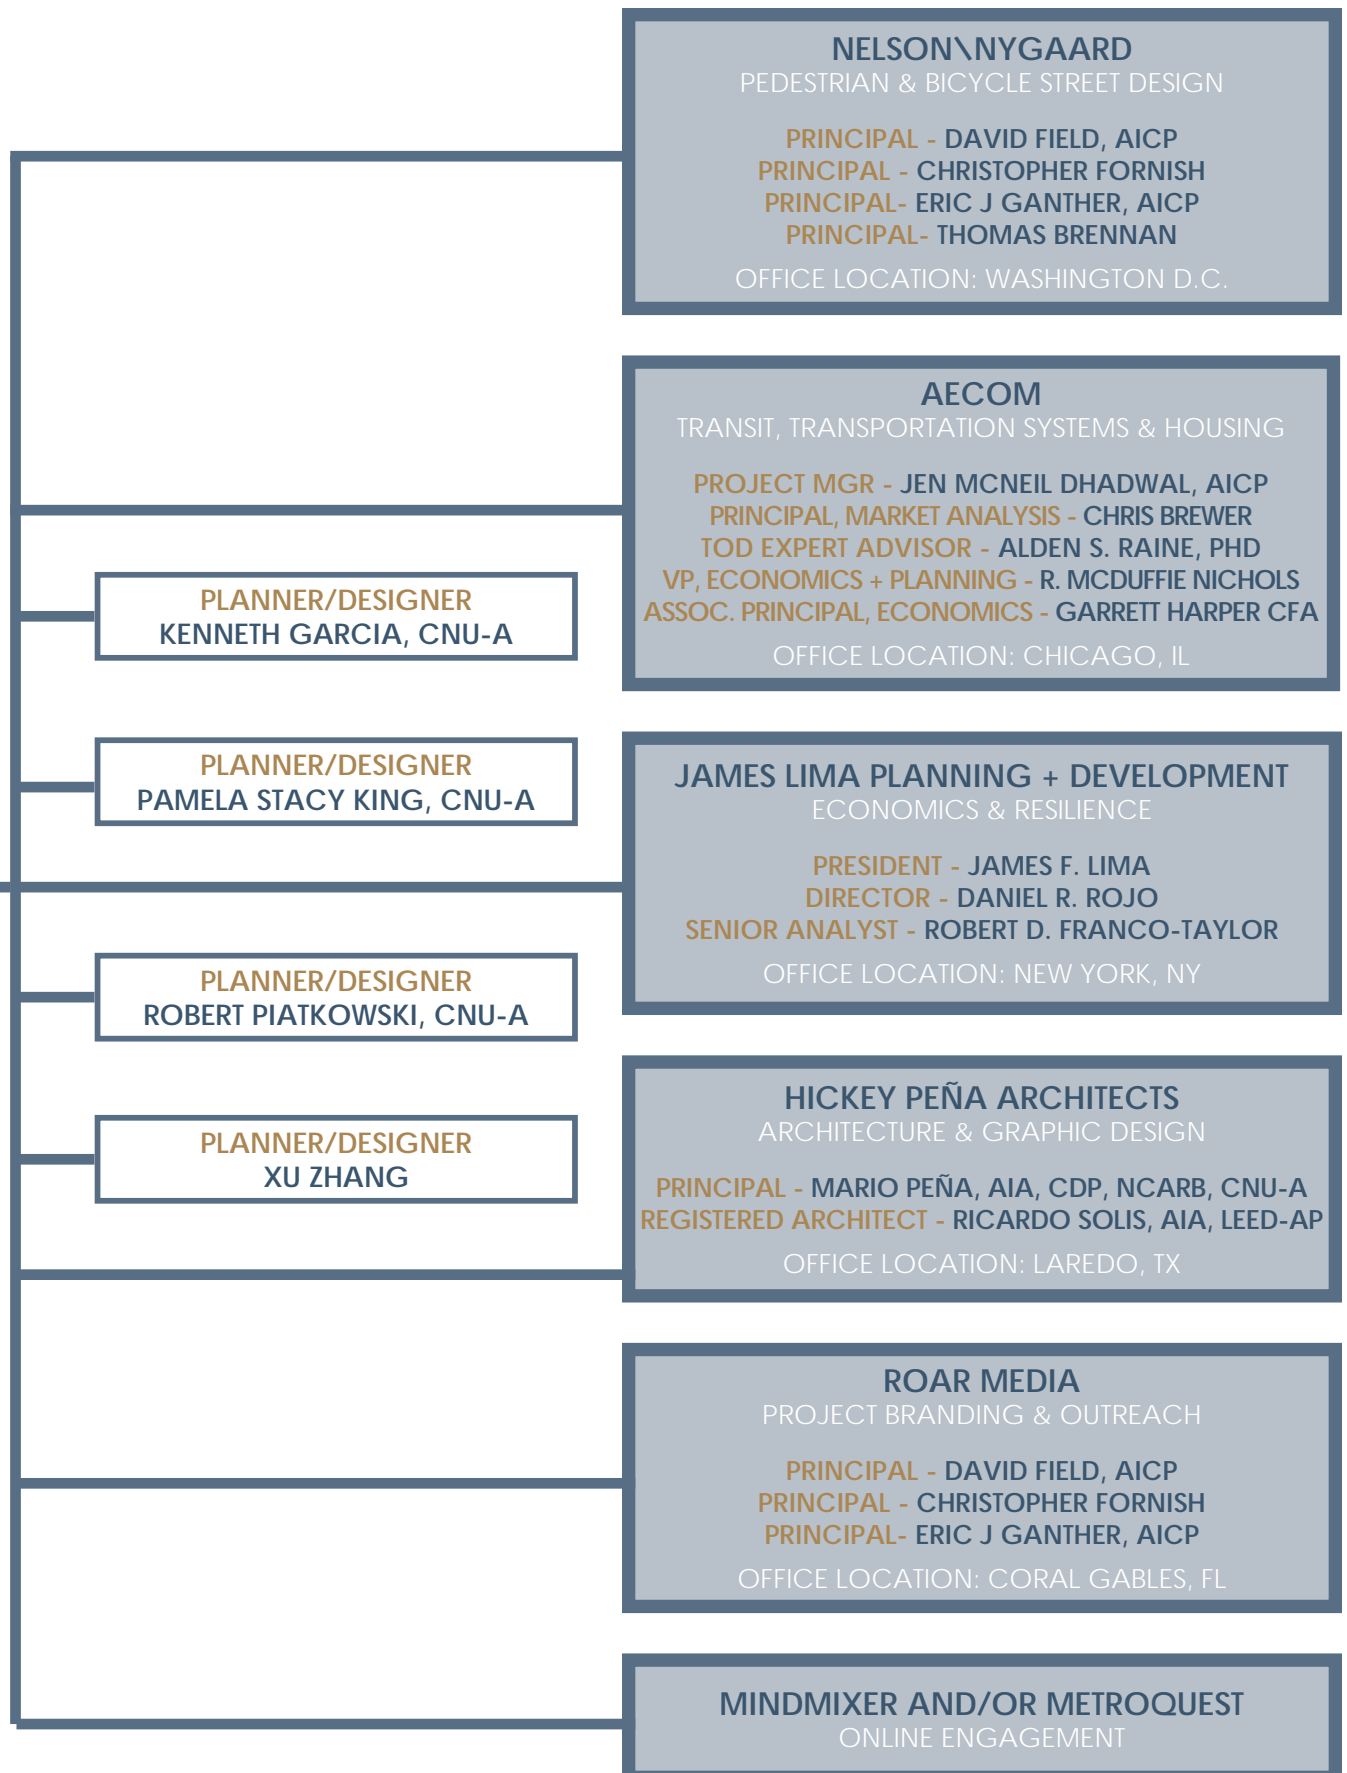 NELSON\NYGAARD
PEDESTRIAN & BICYCLE STREET DESIGN
PRINCIPAL - DAVID FIELD, AICP
PRINCIPAL - CHRISTOPHER FORNISH
PRINCIPAL- ERIC J GANTHER, AICP
PRINCIPAL- THOMAS BRENNAN
OFFICE LOCATION: WASHINGTON D.C.
AECOM
TRANSIT, TRANSPORTATION SYSTEMS & HOUSING
PROJECT MGR - JEN MCNEIL DHADWAL, AICP
PRINCIPAL, MARKET ANALYSIS - CHRIS BREWER
TOD EXPERT ADVISOR - ALDEN S. RAINE, PHD
VP, ECONOMICS + PLANNING - R. MCDUFFIE NICHOLS
ASSOC. PRINCIPAL, ECONOMICS - GARRETT HARPER CFA
OFFICE LOCATION: CHICAGO, IL
PLANNER/DESIGNER
KENNETH GARCIA, CNU-A
PLANNER/DESIGNER
PAMELA STACY KING, CNU-A
JAMES LIMA PLANNING + DEVELOPMENT
ECONOMICS & RESILIENCE
PRESIDENT - JAMES F. LIMA
DIRECTOR - DANIEL R. ROJO
SENIOR ANALYST - ROBERT D. FRANCO-TAYLOR
OFFICE LOCATION: NEW YORK, NY
PLANNER/DESIGNER
ROBERT PIATKOWSKI, CNU-A
PLANNER/DESIGNER
XU ZHANG
HICKEY PEÑA ARCHITECTS
ARCHITECTURE & GRAPHIC DESIGN
PRINCIPAL - MARIO PEÑA, AIA, CDP, NCARB, CNU-A
REGISTERED ARCHITECT - RICARDO SOLIS, AIA, LEED-AP
OFFICE LOCATION: LAREDO, TX
ROAR MEDIA
PROJECT BRANDING & OUTREACH
PRINCIPAL - DAVID FIELD, AICP
PRINCIPAL - CHRISTOPHER FORNISH
PRINCIPAL- ERIC J GANTHER, AICP
OFFICE LOCATION: CORAL GABLES, FL
MINDMIXER AND/OR METROQUEST
ONLINE ENGAGEMENT